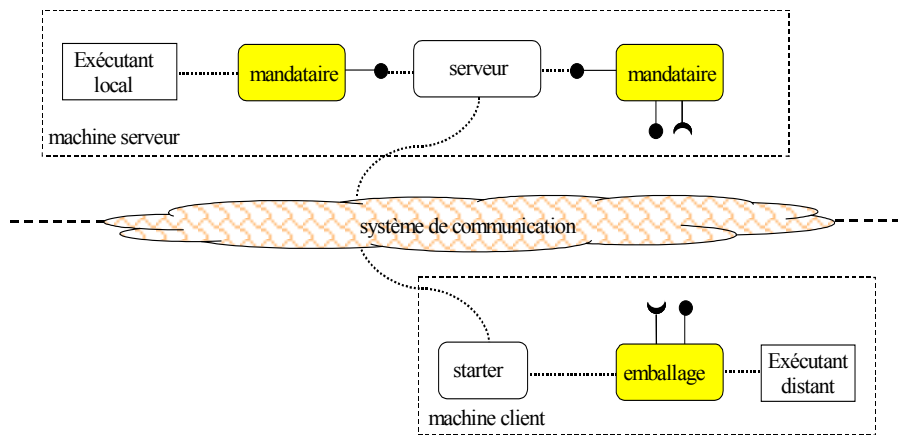 Exécutant
local
mandataire
serveur
mandataire
machine serveur
système de communication
starter
emballage
Exécutant
distant
machine client